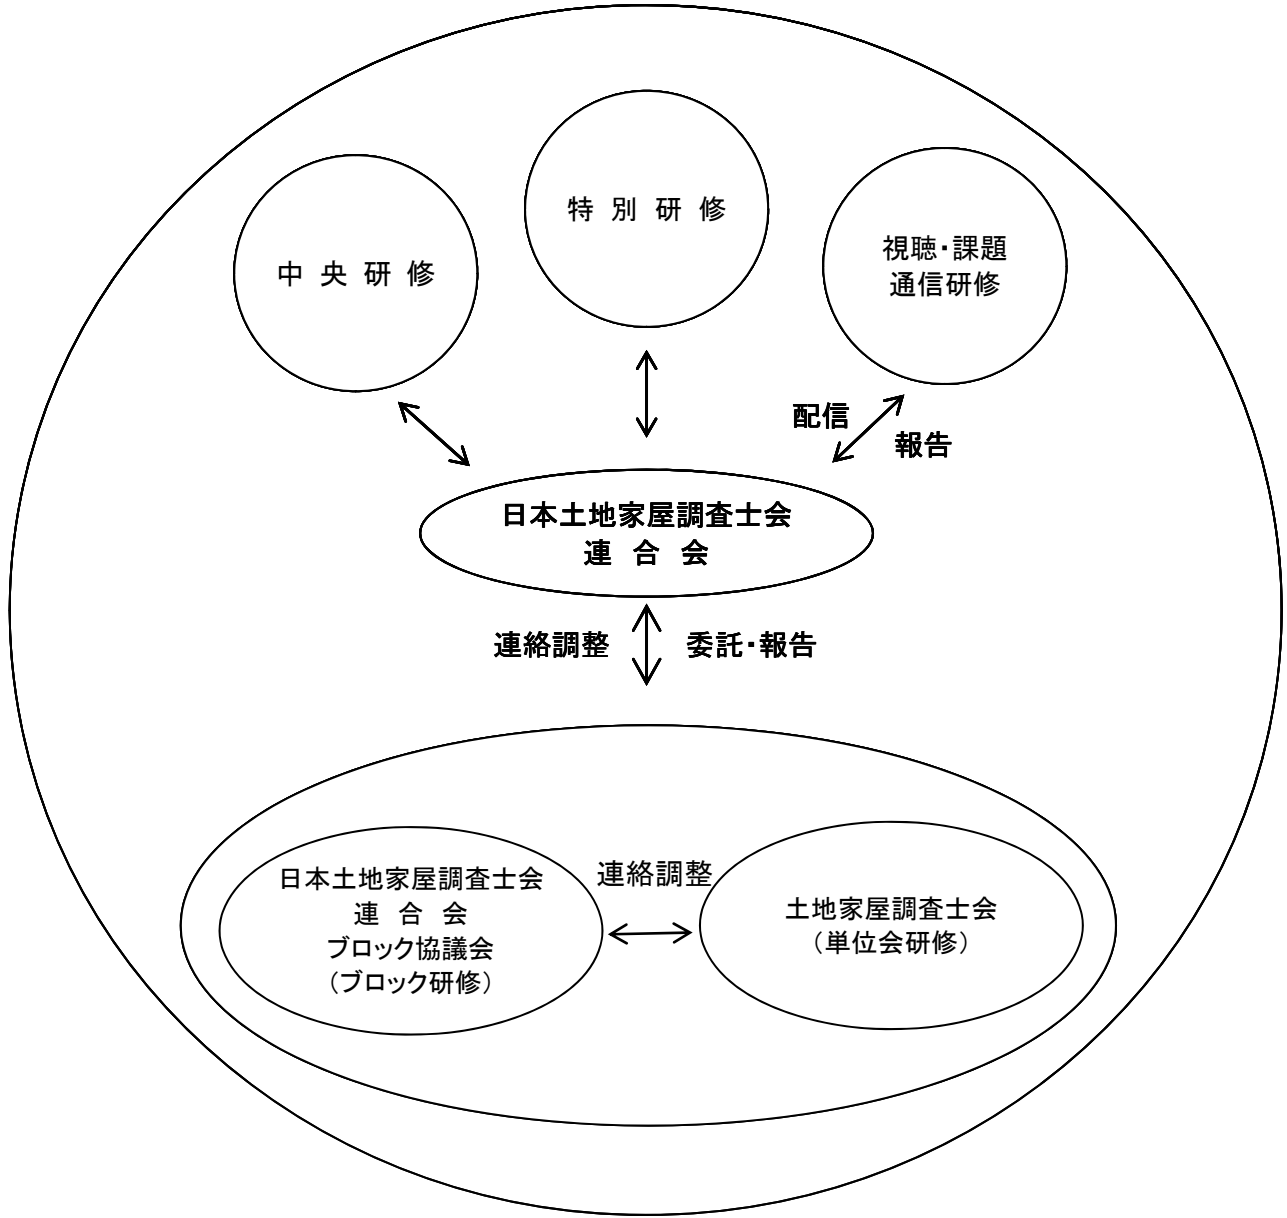 特 別 研 修
中 央 研 修
視聴・課題
通信研修
配信
報告
日本土地家屋調査士会
連 合 会
連絡調整
委託・報告
日本土地家屋調査士会
連 合 会
ブロック協議会
（ブロック研修）
連絡調整
土地家屋調査士会
（単位会研修）